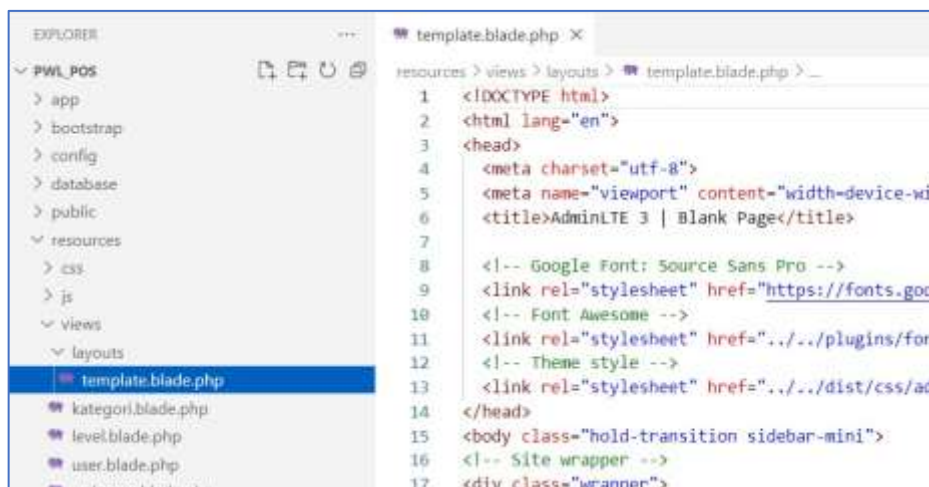 EXPLORER ...
PWL_POS
> app
> bootstrap
> config
> database
> public
resources
> css
> js
views
layouts
template.blade.php
kategori.blade.php
level.blade.php
user.blade.php
template.blade.php ×
resources > views > layouts > template.blade.php > ...
1 <!DOCTYPE html>
2 <html lang="en">
3 <head>
4 <meta charset="utf-8">
5 <meta name="viewport" content="width=device-wi
6 <title>AdminLTE 3 | Blank Page</title>
7
8 <!-- Google Font: Source Sans Pro -->
9 <link rel="stylesheet" href="https://fonts.goo
10 <!-- Font Awesome -->
11 <link rel="stylesheet" href="../../plugins/fon
12 <!-- Theme style -->
13 <link rel="stylesheet" href="../../dist/css/ad
14 </head>
15 <body class="hold-transition sidebar-mini">
16 <!-- Site wrapper -->
17 <div class="wrapper">